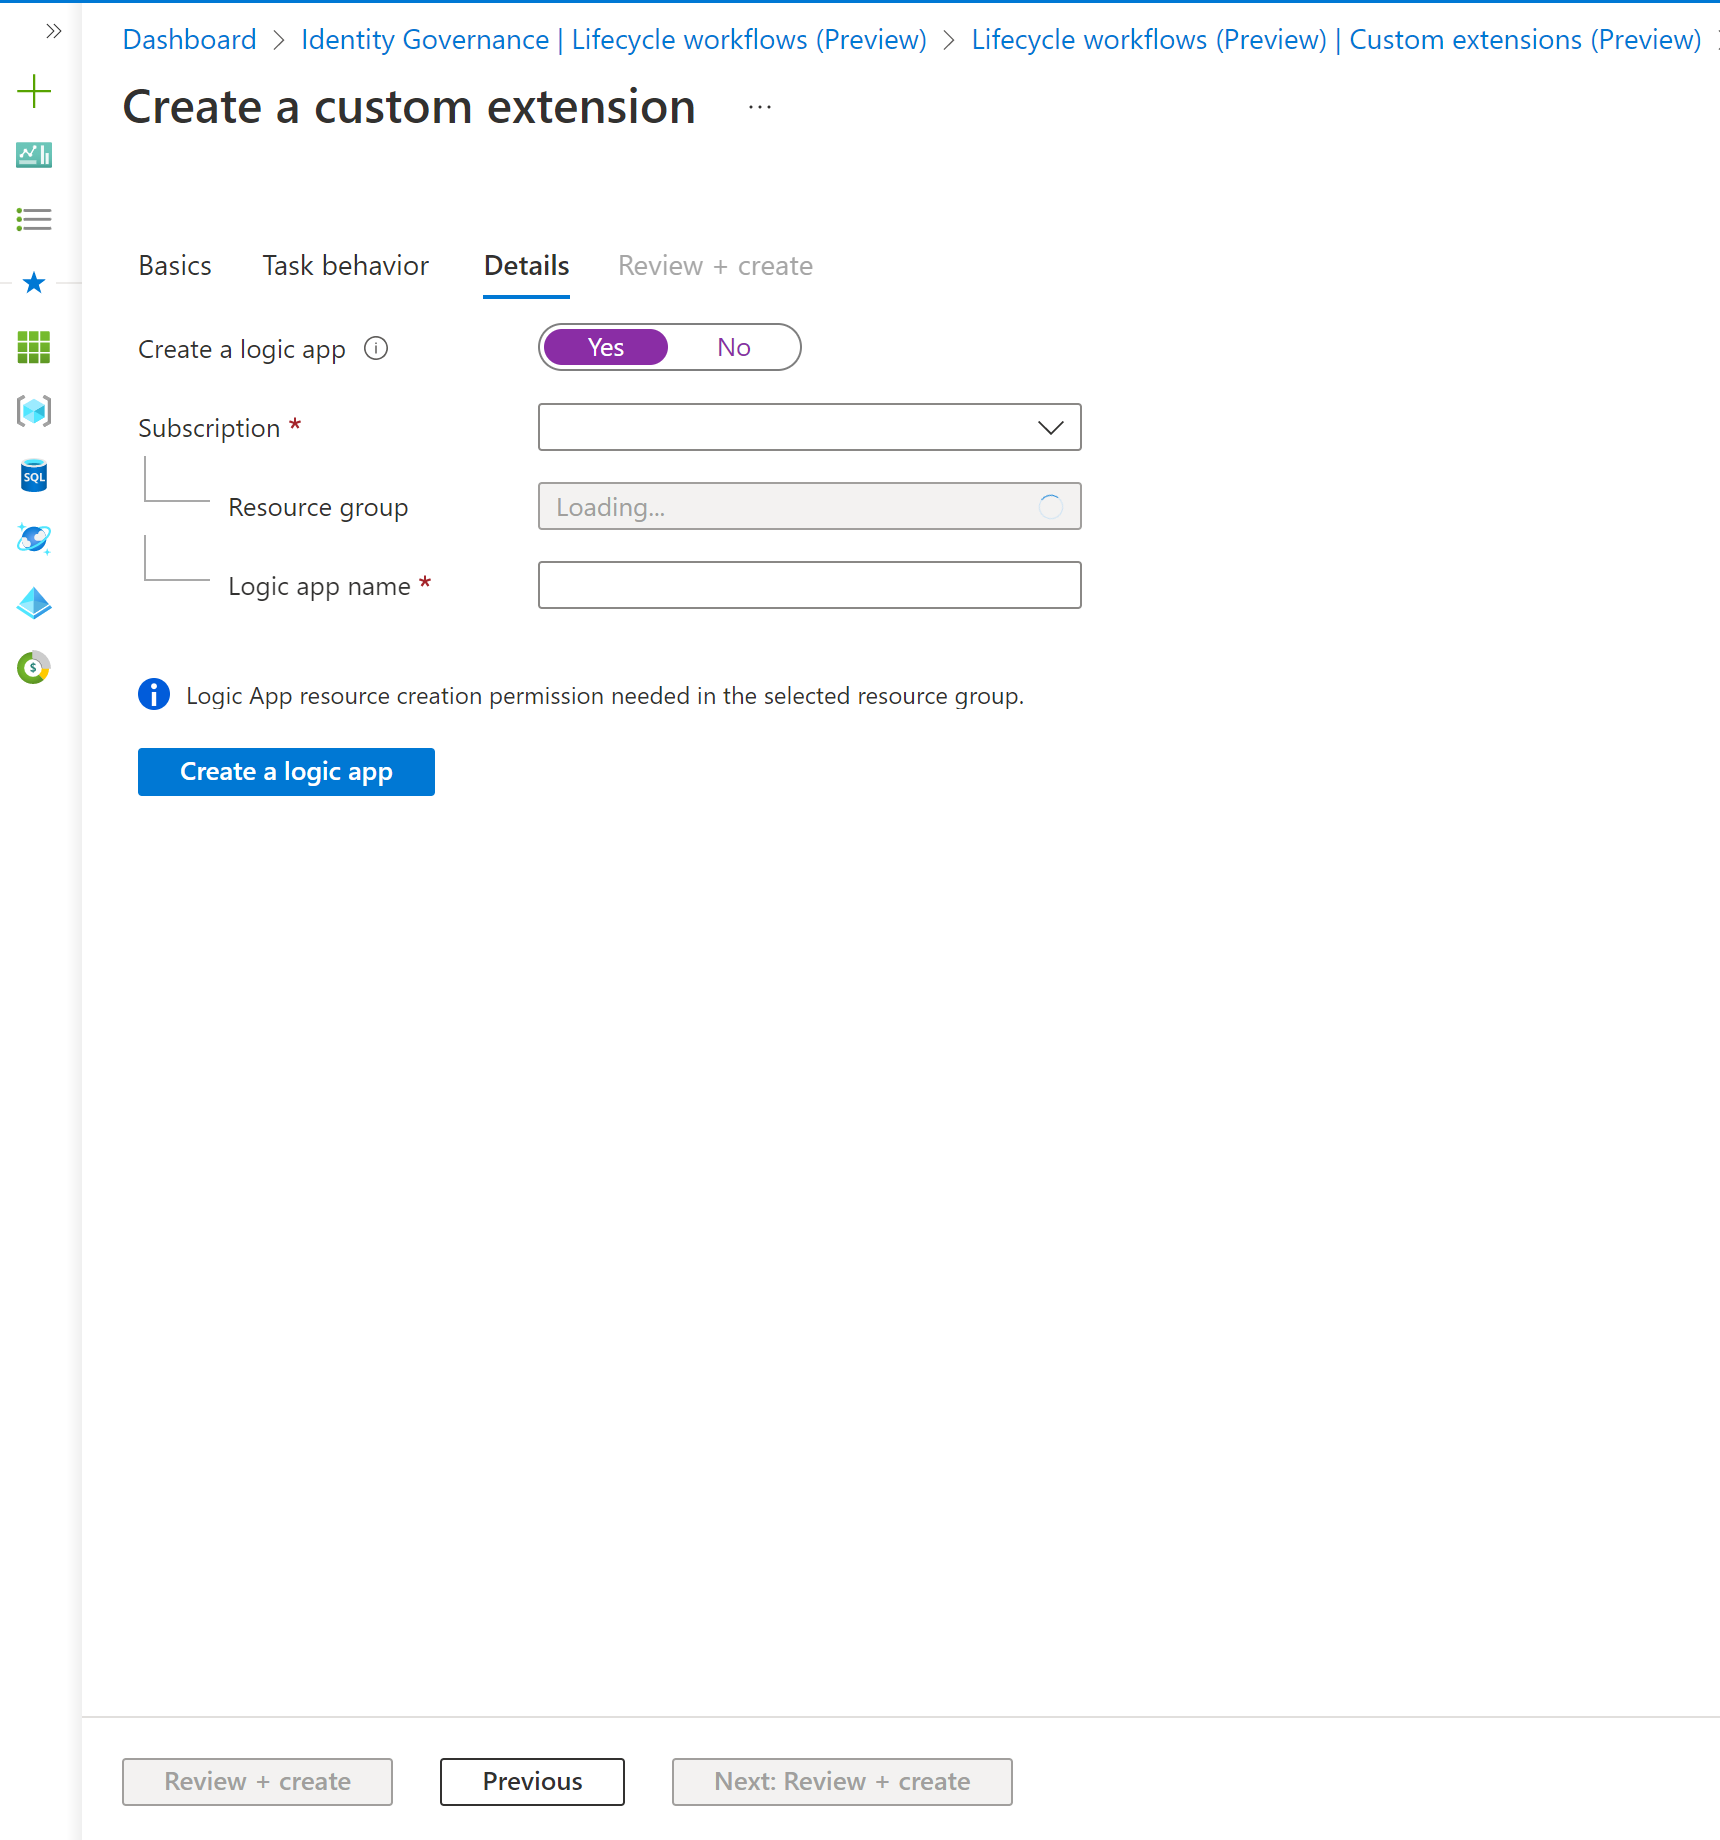 Dashboard > Identity Governance | Lifecycle workflows (Preview) > Lifecycle workflows (Preview) | Custom extensions (Preview)
Create a custom extension ...
Basics Task behavior Details Review + create
Create a logic app Yes No
Subscription *
Resource group Loading...
Logic app name *
SQL
$
Logic App resource creation permission needed in the selected resource group.
Create a logic app
Review + create Previous Next: Review + create